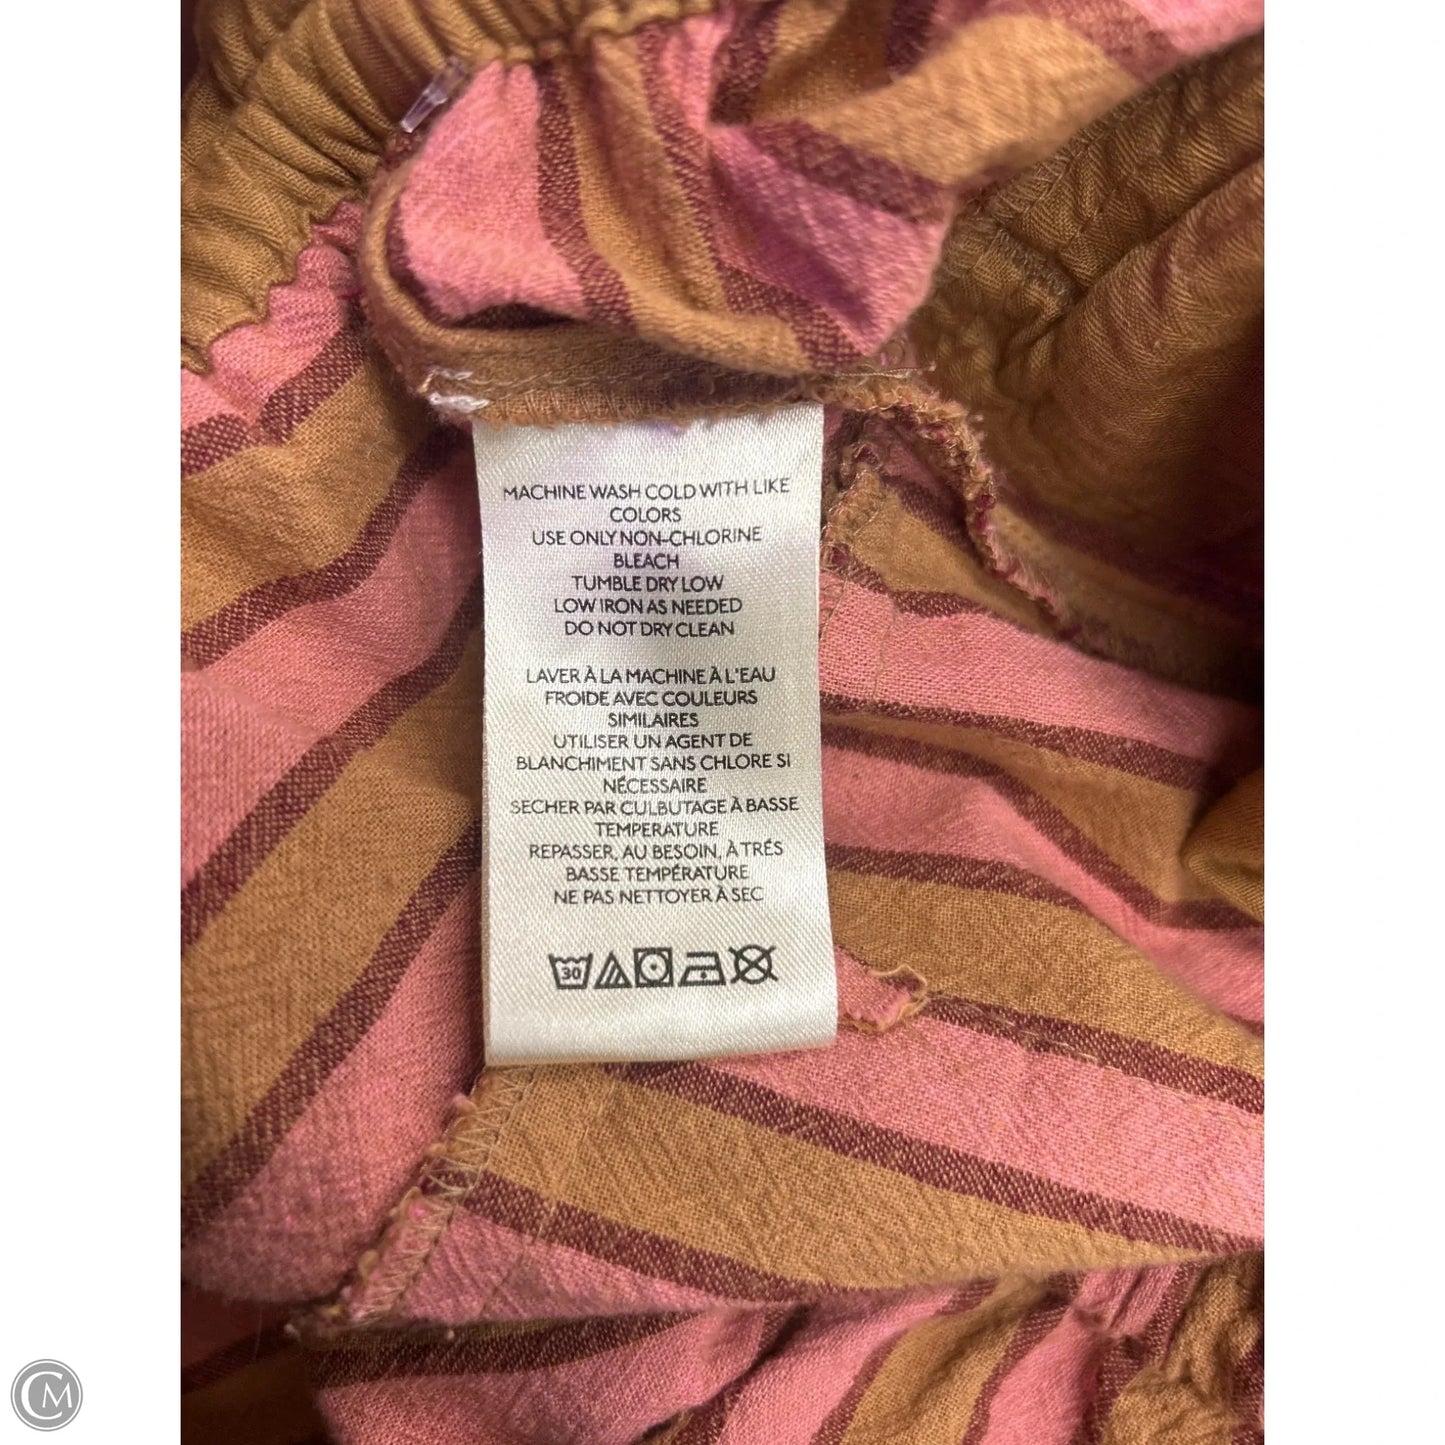 MACHINE WASH COLD WITH LIKE
COLORS
USE ONLY NON-CHLORINE
BLEACH
TUMBLE DRY LOW
LOW IRON AS NEEDED
DO NOT DRY CLEAN
LAVER À LA MACHINE À L'EAU
FROIDE AVEC COULEURS
SIMILAIRES
UTILISER UN AGENT DE
BLANCHIMENT SANS CHLORE SI
NÉCESSAIRE
SECHER PAR CULBUTAGE À BASSE
TEMPERATURE
REPASSER, AU BESOIN, À TRÉS
BASSE TEMPÉRATURE
NE PAS NETTOYER À SEC
30
CM